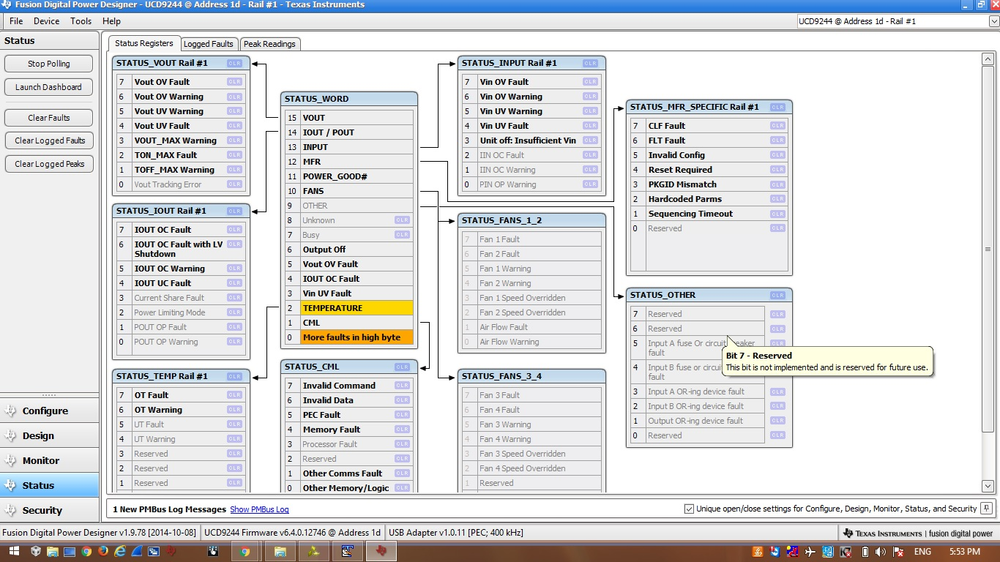 Fusion Digital Power Designer - UCD9244 @ Address 1d - Rail #1 - Texas Instruments
File Device Tools Help
UCD9244 @ Address 1d - Rail #1
Status
Stop Polling
Launch Dashboard
Clear Faults
Clear Logged Faults
Clear Logged Peaks
Configure
Design
Monitor
Status
Security
Status Registers Logged Faults Peak Readings
STATUS_VOUT Rail #1 CLR
7 Vout OV Fault CLR
6 Vout OV Warning CLR
5 Vout UV Warning CLR
4 Vout UV Fault CLR
3 VOUT_MAX Warning CLR
2 TON_MAX Fault CLR
1 TOFF_MAX Warning CLR
0 Vout Tracking Error CLR
STATUS_IOUT Rail #1 CLR
7 IOUT OC Fault CLR
6 IOUT OC Fault with LV CLR
Shutdown
5 IOUT OC Warning CLR
4 IOUT UC Fault CLR
3 Current Share Fault CLR
2 Power Limiting Mode CLR
1 POUT OP Fault CLR
0 POUT OP Warning CLR
STATUS_TEMP Rail #1 CLR
7 OT Fault CLR
6 OT Warning CLR
5 UT Fault CLR
4 UT Warning CLR
3 Reserved CLR
2 Reserved CLR
1 Reserved CLR
STATUS_WORD
15 VOUT
14 IOUT / POUT
13 INPUT
12 MFR
11 POWER_GOOD#
10 FANS
9 OTHER
8 Unknown CLR
7 Busy CLR
6 Output Off
5 Vout OV Fault
4 IOUT OC Fault
3 Vin UV Fault
2 TEMPERATURE
1 CML
0 More faults in high byte
STATUS_CML CLR
7 Invalid Command CLR
6 Invalid Data CLR
5 PEC Fault CLR
4 Memory Fault CLR
3 Processor Fault CLR
2 Reserved CLR
1 Other Comms Fault CLR
0 Other Memory/Logic CLR
STATUS_INPUT Rail #1 CLR
7 Vin OV Fault CLR
6 Vin OV Warning CLR
5 Vin UV Warning CLR
4 Vin UV Fault CLR
3 Unit off: Insufficient Vin CLR
2 IIN OC Fault CLR
1 IIN OC Warning CLR
0 PIN OP Warning CLR
STATUS_FANS_1_2
7 Fan 1 Fault
6 Fan 2 Fault
5 Fan 1 Warning
4 Fan 2 Warning
3 Fan 1 Speed Overridden
2 Fan 2 Speed Overridden
1 Air Flow Fault
0 Air Flow Warning
STATUS_FANS_3_4
7 Fan 3 Fault
6 Fan 4 Fault
5 Fan 3 Warning
4 Fan 4 Warning
3 Fan 3 Speed Overridden
2 Fan 4 Speed Overridden
1 Reserved
STATUS_MFR_SPECIFIC Rail #1 CLR
7 CLF Fault CLR
6 FLT Fault CLR
5 Invalid Config CLR
4 Reset Required CLR
3 PKGID Mismatch CLR
2 Hardcoded Parms CLR
1 Sequencing Timeout CLR
0 Reserved CLR
STATUS_OTHER CLR
7 Reserved CLR
6 Reserved CLR
5 Input A fuse Or circuit breaker CLR
fault
4 Input B fuse or circui
fault
3 Input A OR-ing device fault CLR
2 Input B OR-ing device fault CLR
1 Output OR-ing device fault CLR
0 Reserved CLR
Bit 7 - Reserved
This bit is not implemented and is reserved for future use.
1 New PMBus Log Messages Show PMBus Log
Unique open/close settings for Configure, Design, Monitor, Status, and Security
Fusion Digital Power Designer v1.9.78 [2014-10-08] UCD9244 Firmware v6.4.0.12746 @ Address 1d USB Adapter v1.0.11 [PEC; 400 kHz] TEXAS INSTRUMENTS | fusion digital power
ENG 5:53 PM